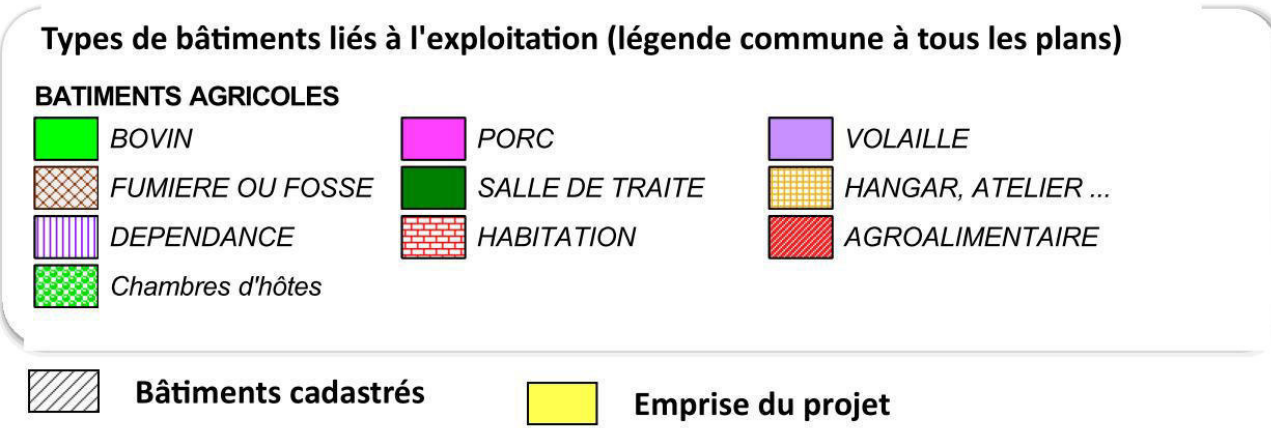 Types de bâtiments liés à l'exploitation (légende commune à tous les plans)
BATIMENTS AGRICOLES
BOVIN PORC VOLAILLE
FUMIERE OU FOSSE SALLE DE TRAITE HANGAR, ATELIER ...
DEPENDANCE HABITATION AGROALIMENTAIRE
Chambres d'hôtes
Bâtiments cadastrés Emprise du projet